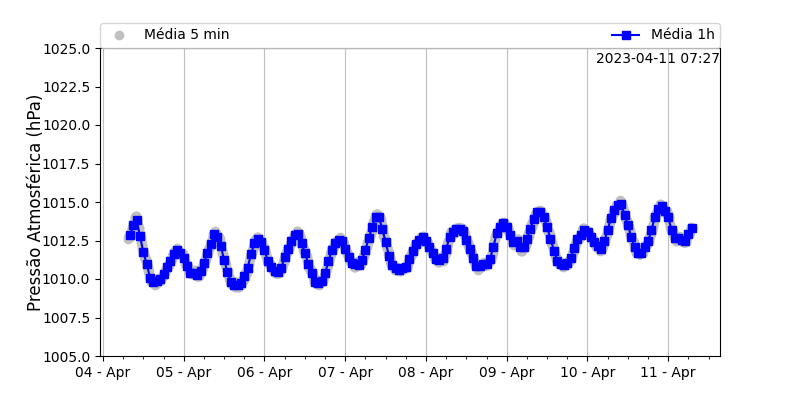 Média 5 min
Média 1h
2023-04-11 07:27
Pressão Atmosférica (hPa)
1025.0
1022.5
1020.0
1017.5
1015.0
1012.5
1010.0
1007.5
1005.0
04 - Apr
05 - Apr
06 - Apr
07 - Apr
08 - Apr
09 - Apr
10 - Apr
11 - Apr